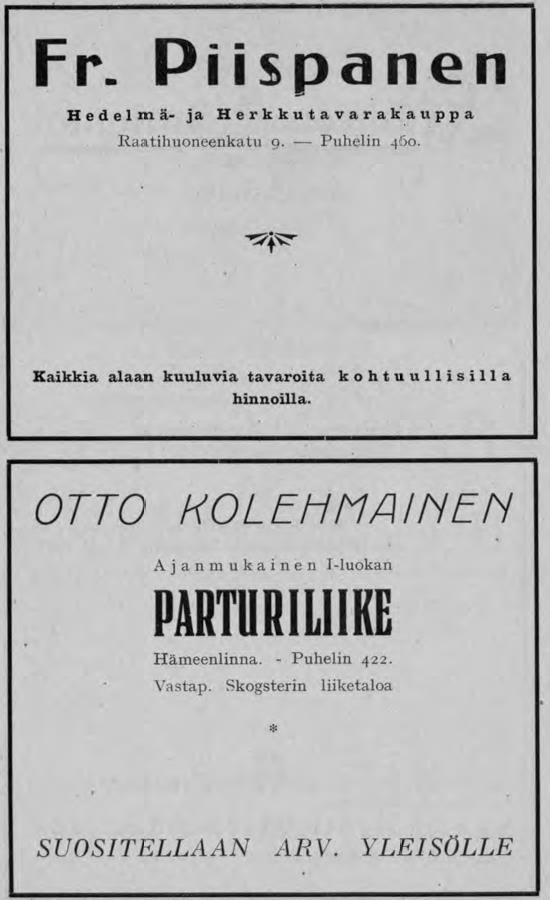 Fr. Piispanen
Hedelmä- ja Herkkutavarakauppa
Raatihuoneenkatu 9. — Puhelin 460.
Kaikkia alaan kuuluvia tavaroita kohtuullisilla
hinnoilla.
OTTO KOLEHMAINEN
Ajanmukainen I-luokan
PARTURILIIKE
Hämeenlinna. - Puhelin 422.
Vastap. Skogsterin liiketaloa
*
SUOSITELLAAN ARV. YLEISÖLLE